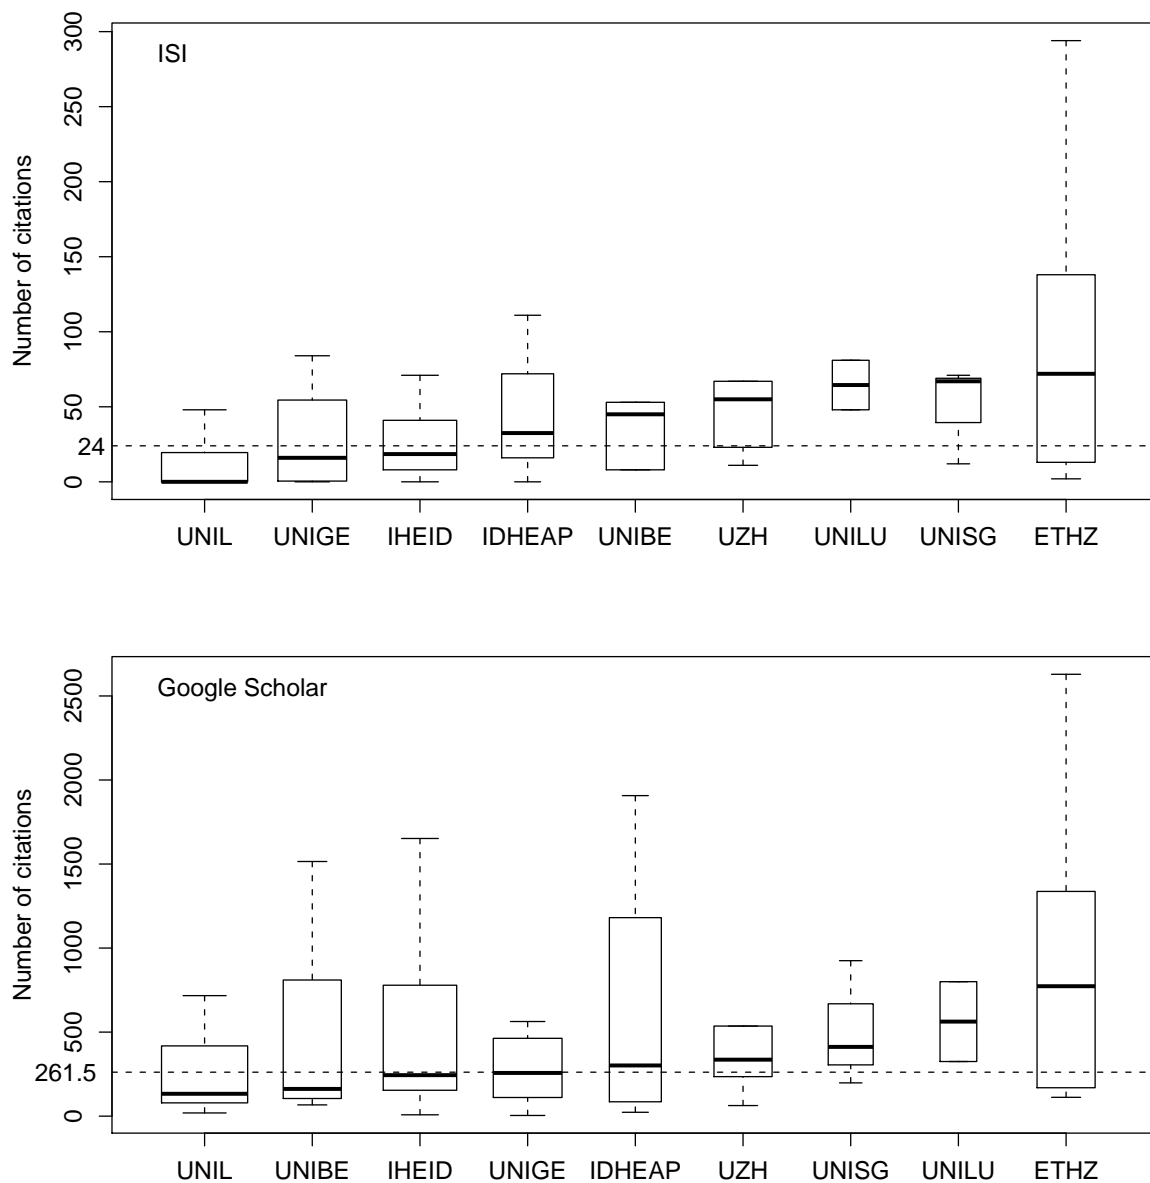 ISI
Number of citations
300
250
200
150
100
50
24
0
UNIL UNIGE IHEID IDHEAP UNIBE UZH UNILU UNISG ETHZ
Google Scholar
Number of citations
2500
2000
1500
1000
500
261.5
0
UNIL UNIBE IHEID UNIGE IDHEAP UZH UNISG UNILU ETHZ